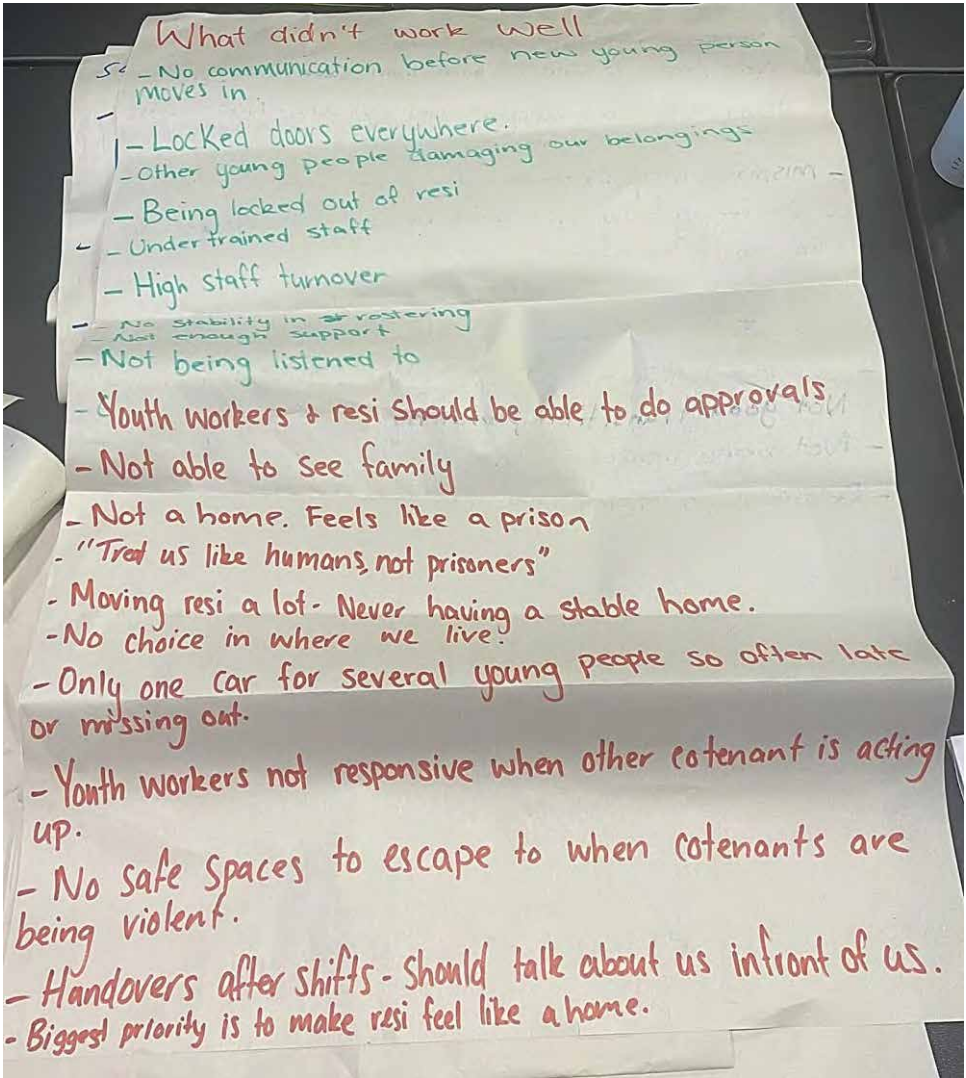 What didn't work well
- No communication before new young person
moves in
- Locked doors everywhere.
- Other young people damaging our belongings
- Being locked out of resi
- Under trained staff
- High staff turnover
- No stability in rostering
- Not enough support
- Not being listened to
- Youth workers & resi should be able to do approvals
- Not able to see family
- Not a home. Feels like a prison
- "Treat us like humans, not prisoners"
- Moving resi a lot - Never having a stable home.
- No choice in where we live.
- Only one car for several young people so often late
or missing out.
- Youth workers not responsive when other cotenant is acting
up.
- No safe spaces to escape to when cotenants are
being violent.
- Handovers after shifts - Should talk about us infront of us.
- Biggest priority is to make resi feel like a home.